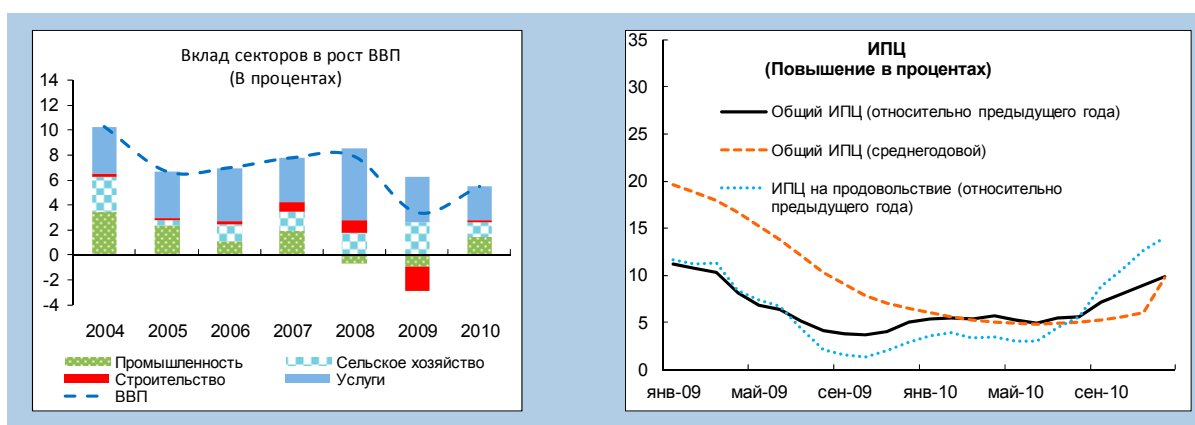 Вклад секторов в рост ВВП
(В процентах)
14
12
10
8
6
4
2
0
-2
-4
2004 2005 2006 2007 2008 2009 2010
Промышленность Сельское хозяйство
Строительство Услуги
ВВП
ИПЦ
(Повышение в процентах)
35
30
25
20
15
10
5
0
Общий ИПЦ (относительно предыдущего года)
Общий ИПЦ (среднегодовой)
ИПЦ на продовольствие (относительно
предыдущего года)
янв-09 май-09 сен-09 янв-10 май-10 сен-10